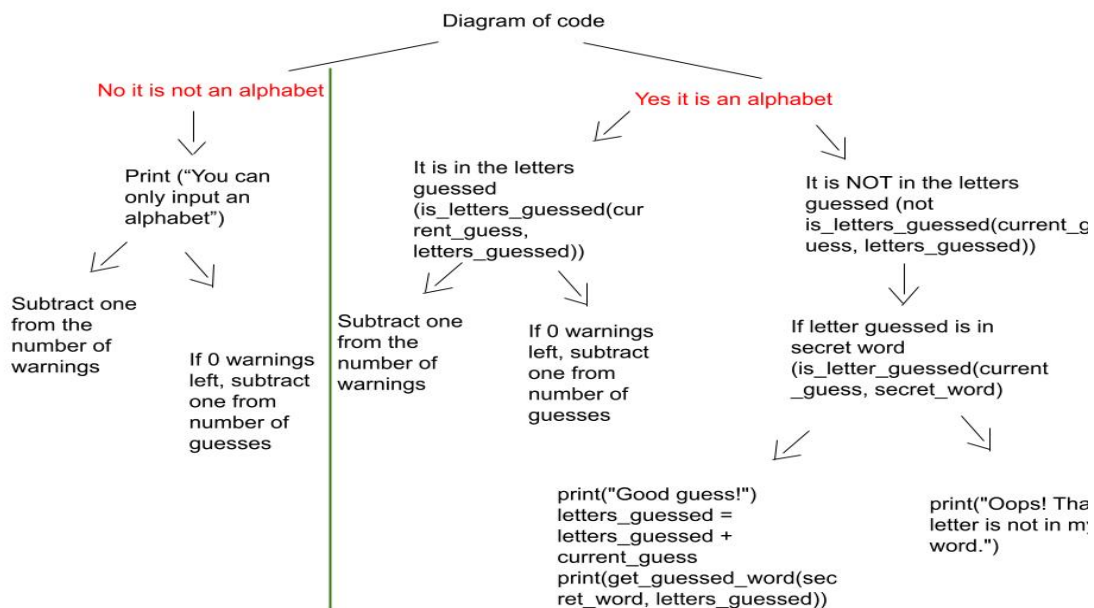 Diagram of code
No it is not an alphabet
Yes it is an alphabet
Print (“You can
only input an
alphabet”)
Subtract one
from the
number of
warnings
If 0 warnings
left, subtract
one from
number of
guesses
It is in the letters
guessed
(is_letters_guessed(cur
rent_guess,
letters_guessed))
Subtract one
from the
number of
warnings
If 0 warnings
left, subtract
one from
number of
guesses
It is NOT in the letters
guessed (not
is_letters_guessed(current_g
uess, letters_guessed))
If letter guessed is in
secret word
(is_letter_guessed(current
_guess, secret_word)
print("Good guess!")
letters_guessed =
letters_guessed +
current_guess
print(get_guessed_word(sec
ret_word, letters_guessed))
print("Oops! Tha
letter is not in my
word.")